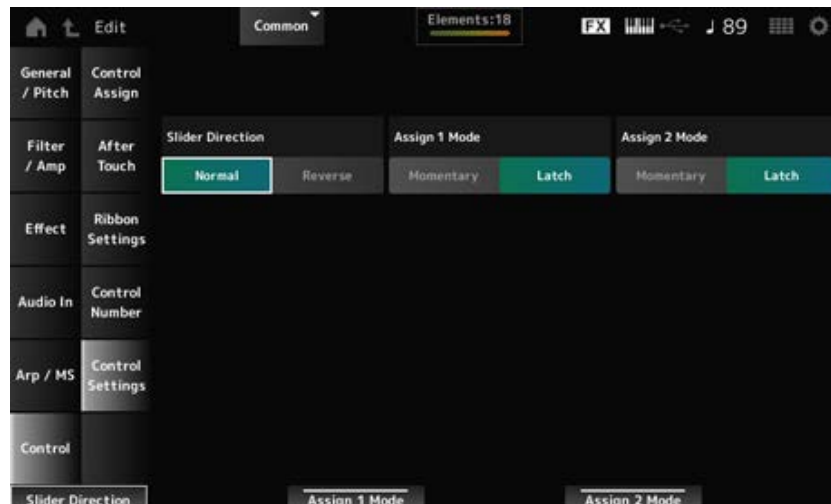 Edit
Common
Elements:18
FX
89
General / Pitch
Control Assign
Filter / Amp
After Touch
Effect
Ribbon Settings
Audio In
Control Number
Arp / MS
Control Settings
Control
Slider Direction
Normal
Reverse
Assign 1 Mode
Momentary
Latch
Assign 2 Mode
Momentary
Latch
Slider Direction
Assign 1 Mode
Assign 2 Mode